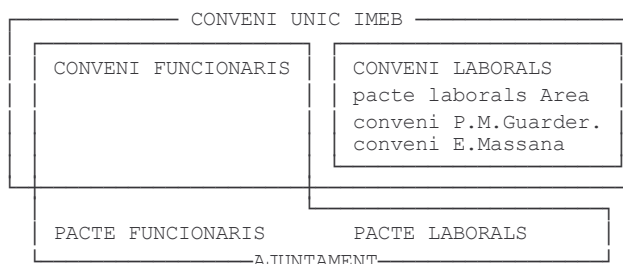 CONVENI UNIC IMEB
CONVENI FUNCIONARIS
CONVENI LABORALS
pacte laborals Area
conveni P.M.Guarder.
conveni E.Massana
PACTE FUNCIONARIS PACTE LABORALS
AJUNTAMENT